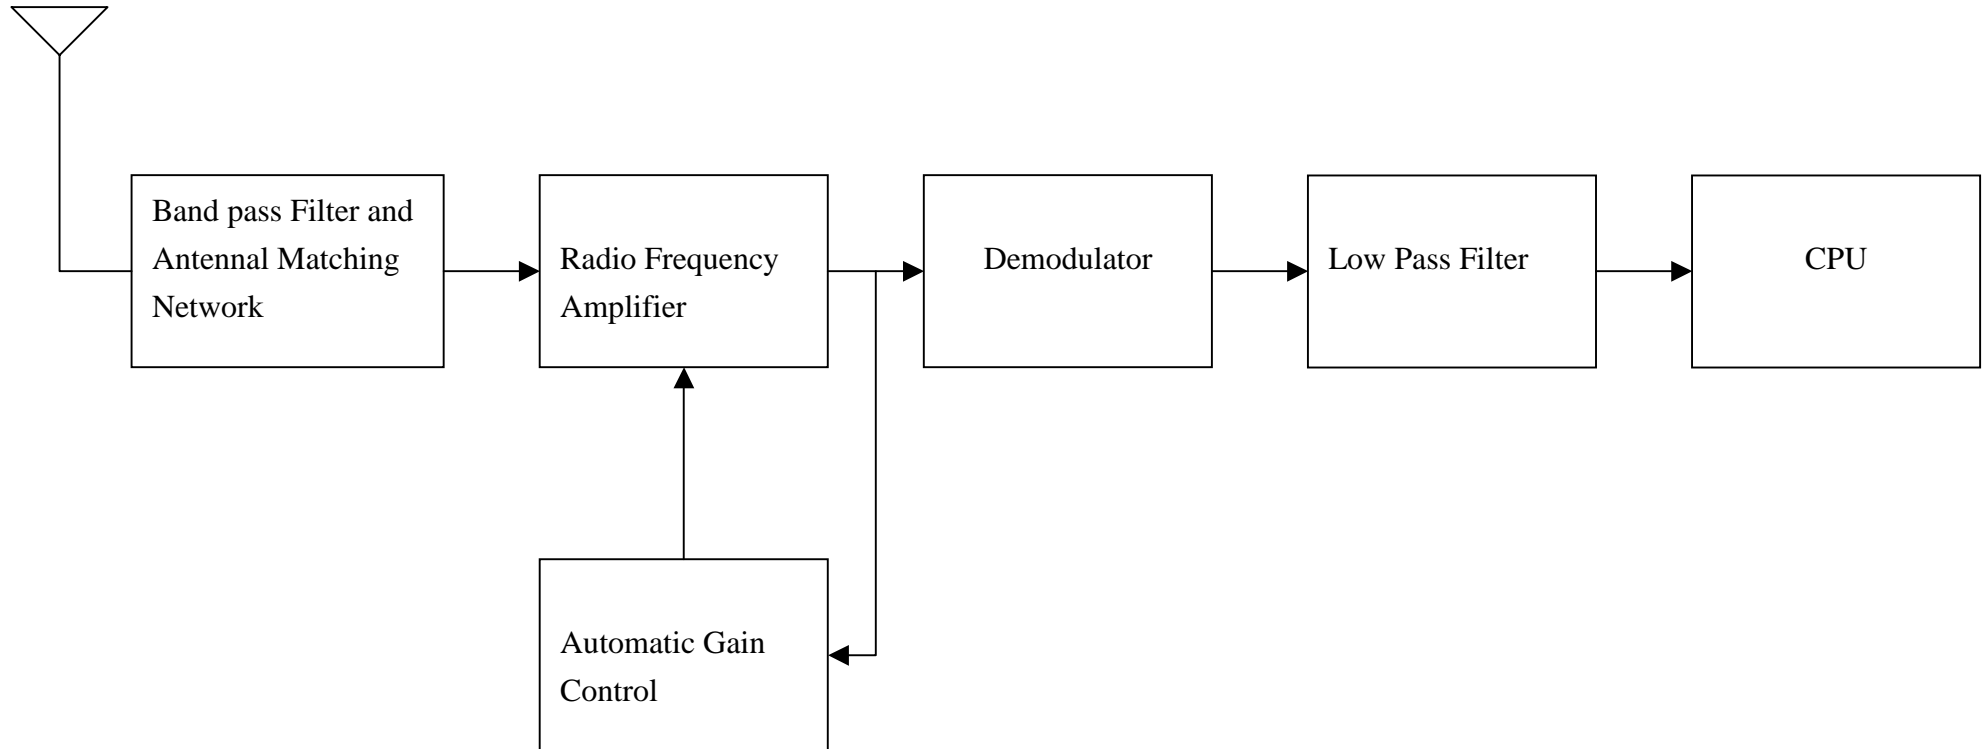 Band pass Filter and
Antennal Matching
Network
Radio Frequency
Amplifier
Demodulator
Low Pass Filter
CPU
Automatic Gain
Control